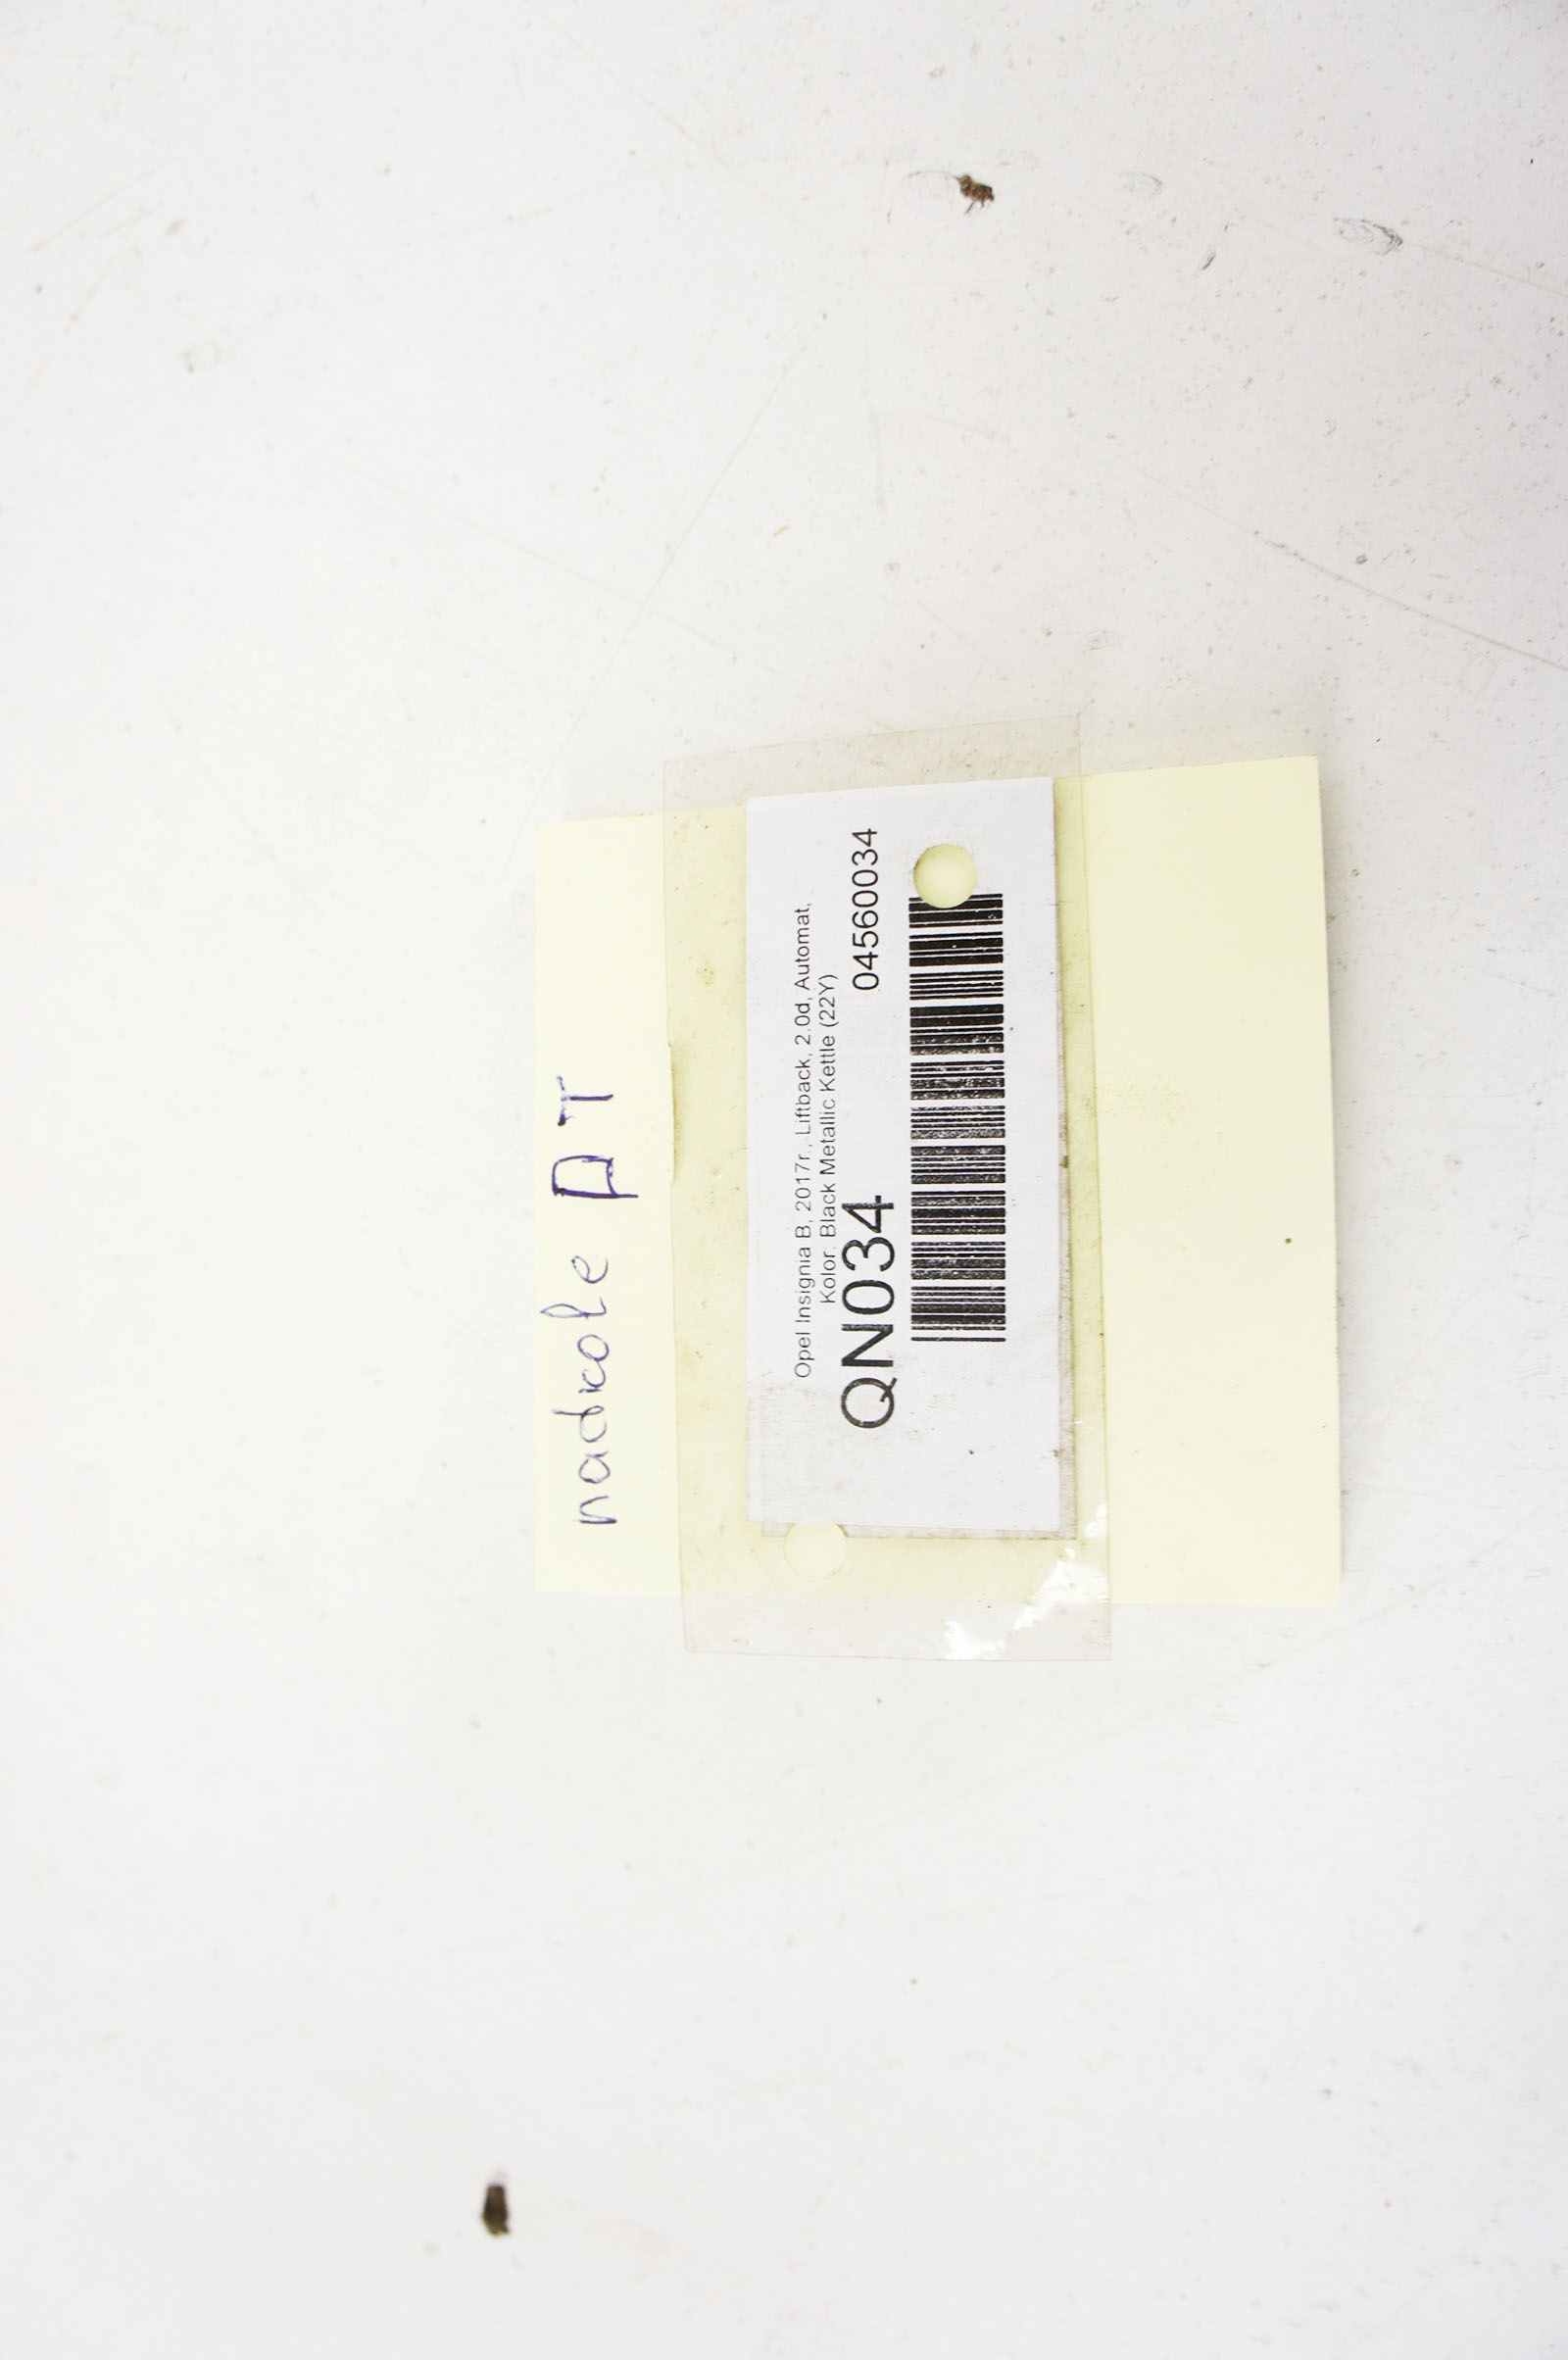 nadkole PT
Opel Insignia B, 2017r., Liftback, 2.0d, Automat,
Kolor: Black Metallic Kettle (22Y)
QN034 04560034